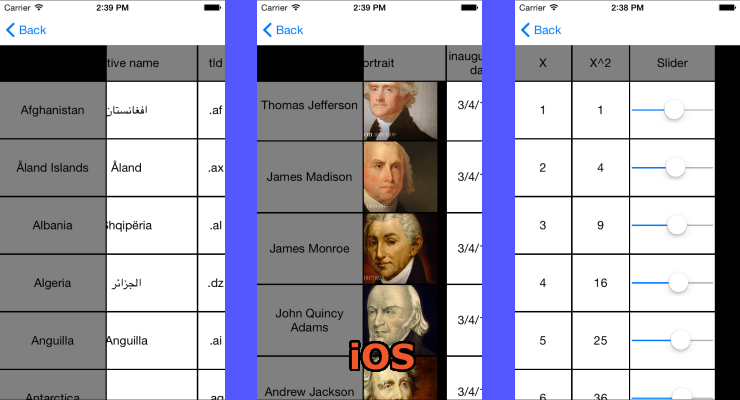 Carrier 2:39 PM
Back
tive name tld
Afghanistan افغانستان .af
Åland Islands Åland .ax
Albania Shqipëria .al
Algeria الجزائر .dz
Anguilla Anguilla .ai
Antarctica .aq
Carrier 2:39 PM
Back
ortrait inaugu
da
Thomas Jefferson 3/4/1
James Madison 3/4/1
James Monroe 3/4/1
John Quincy
Adams 3/4/1
Andrew Jackson 3/4/1
Carrier 2:38 PM
Back
X X^2 Slider
1 1
2 4
3 9
4 16
5 25
6 36
iOS